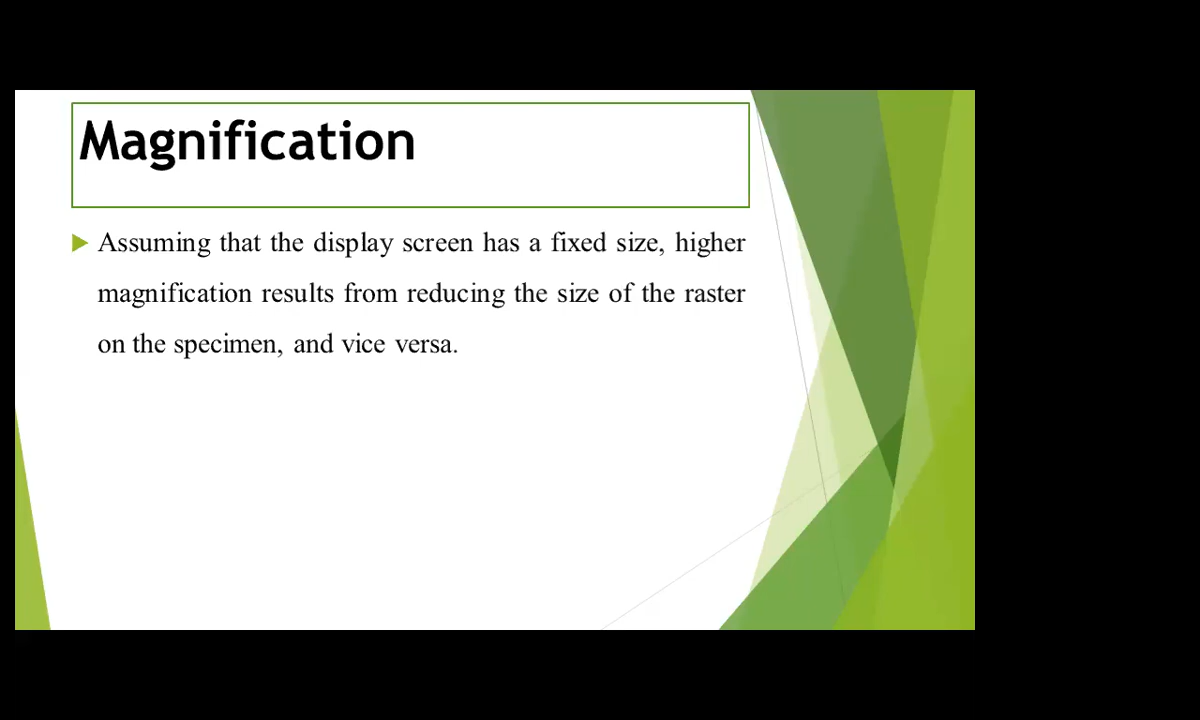 Magnification
Assuming that the display screen has a fixed size, higher
magnification results from reducing the size of the raster
on the specimen, and vice versa.